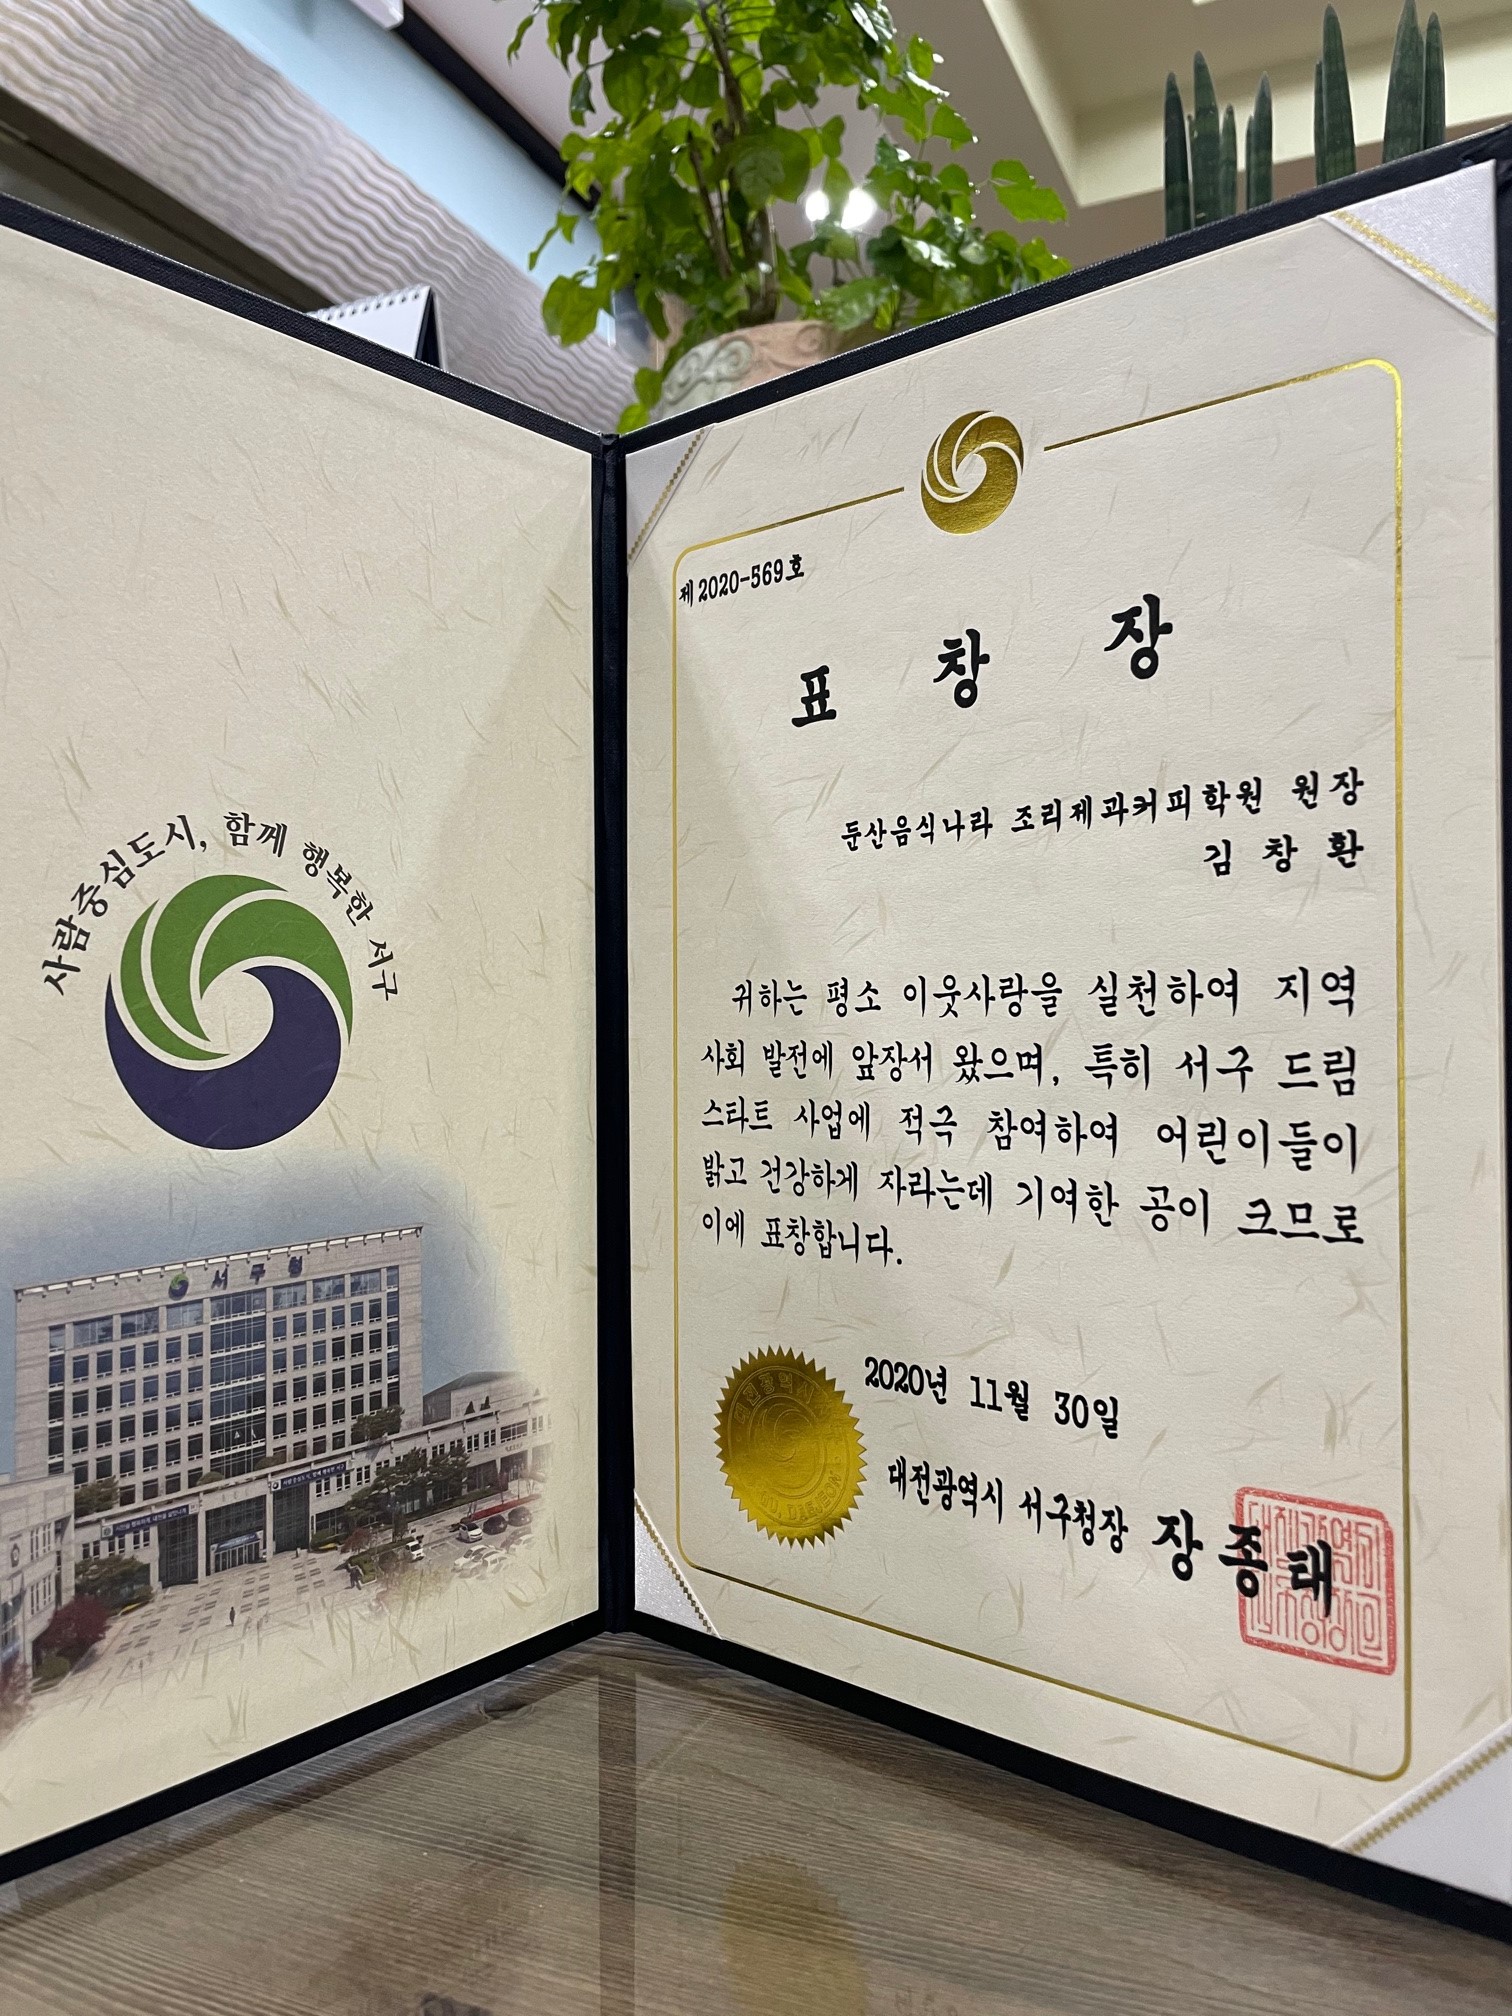 사람중심도시, 함께 행복한 서구
서구청
제2020-569호
표 창 장
둔산음식나라 조리제과커피학원 원장
김 창 환
귀하는 평소 이웃사랑을 실천하여 지역
사회 발전에 앞장서 왔으며, 특히 서구 드림
스타트 사업에 적극 참여하여 어린이들이
밝고 건강하게 자라는데 기여한 공이 크므로
이에 표창합니다.
2020년 11월 30일
대전광역시 서구청장 장 종 태